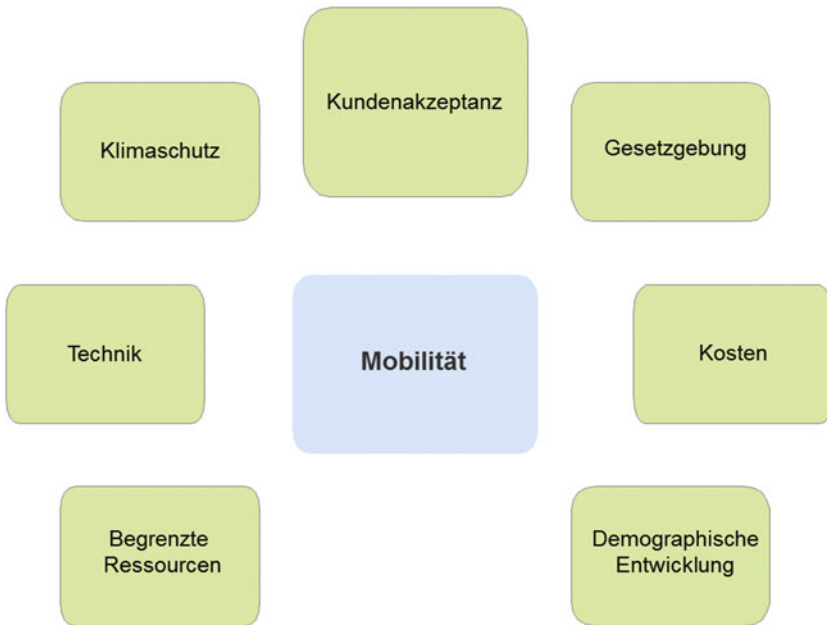 Kundenakzeptanz
Klimaschutz
Gesetzgebung
Technik
Mobilität
Kosten
Begrenzte
Ressourcen
Demographische
Entwicklung